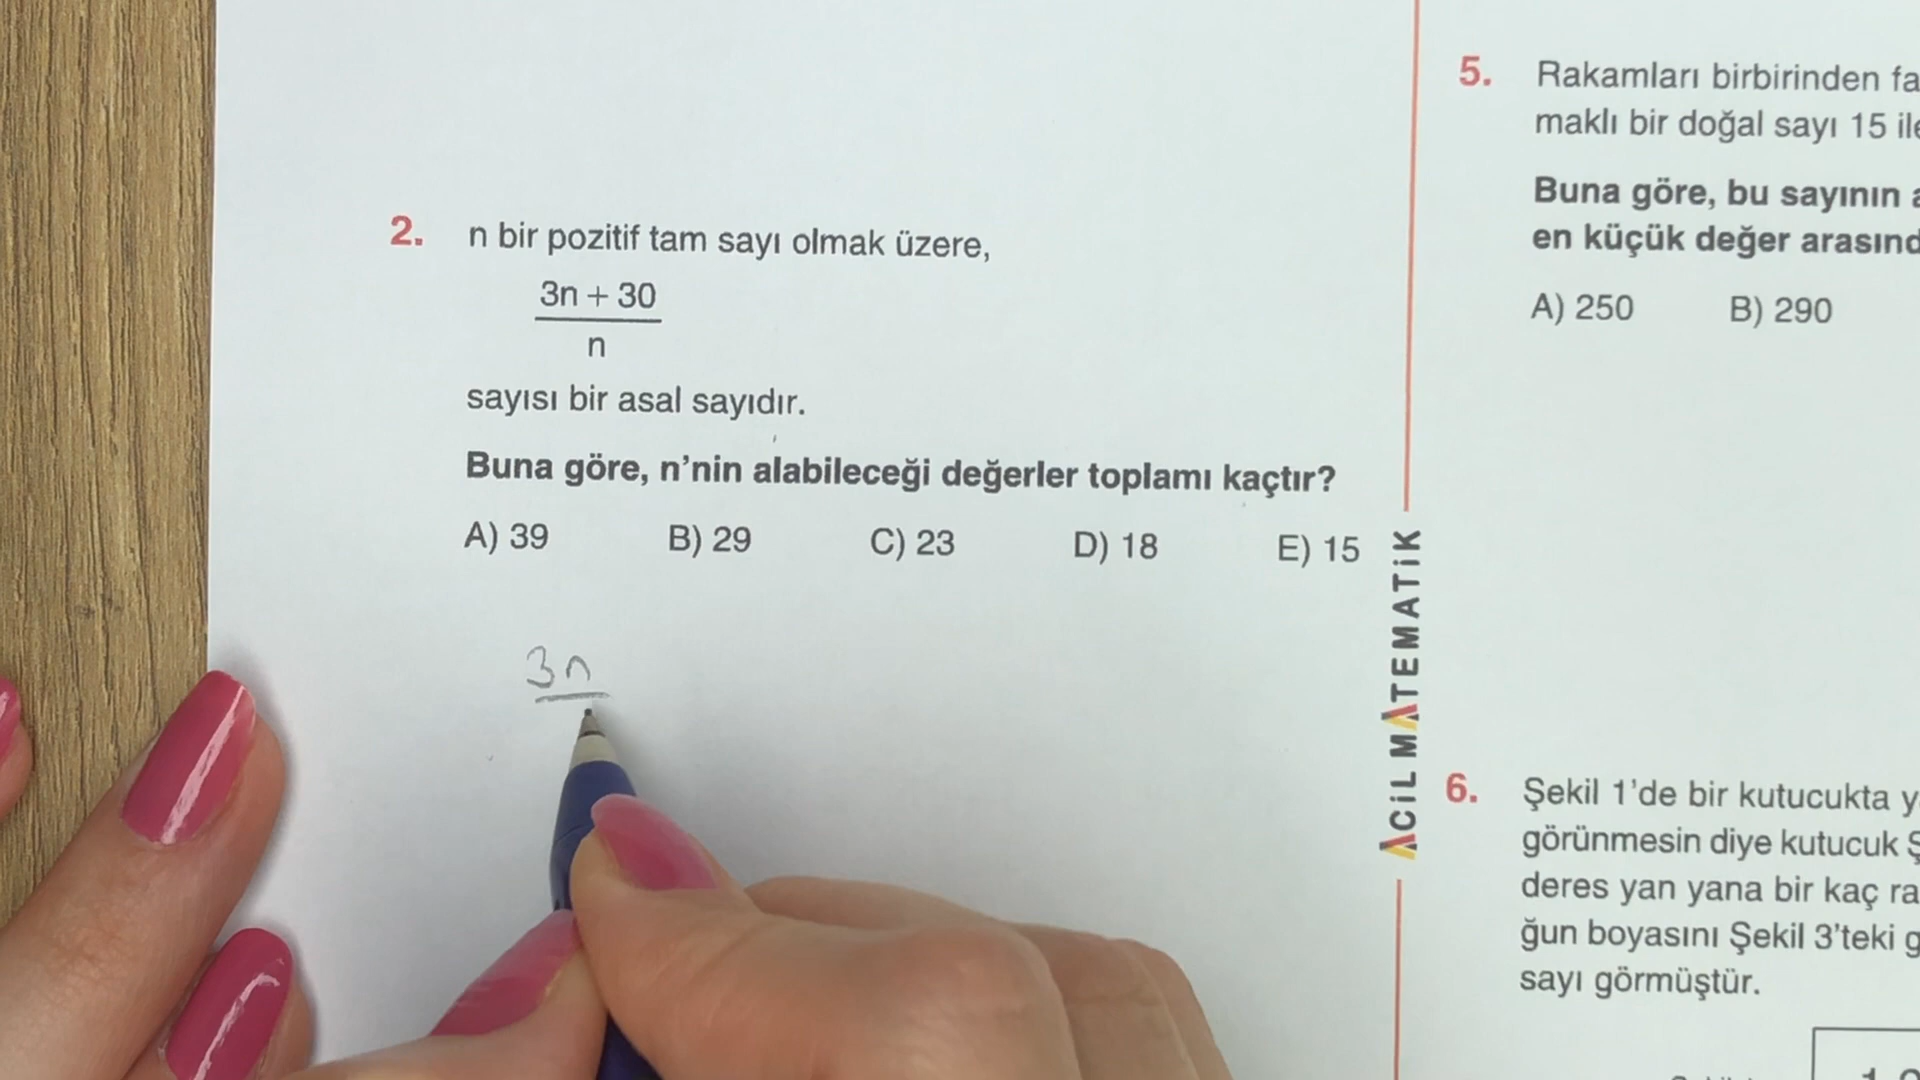 2. n bir pozitif tam sayı olmak üzere,
3n + 30
n
sayısı bir asal sayıdır.
Buna göre, n'nin alabileceği değerler toplamı kaçtır?
A) 39 B) 29 C) 23 D) 18 E) 15
3n
ACİL MATEMATİK
5. Rakamları birbirinden fa
maklı bir doğal sayı 15 ile
Buna göre, bu sayının
en küçük değer arasınd
A) 250 B) 290
6. Şekil 1'de bir kutucukta y
görünmesin diye kutucuk Ş
deres yan yana bir kaç ra
ğun boyasını Şekil 3'teki g
sayı görmüştür.